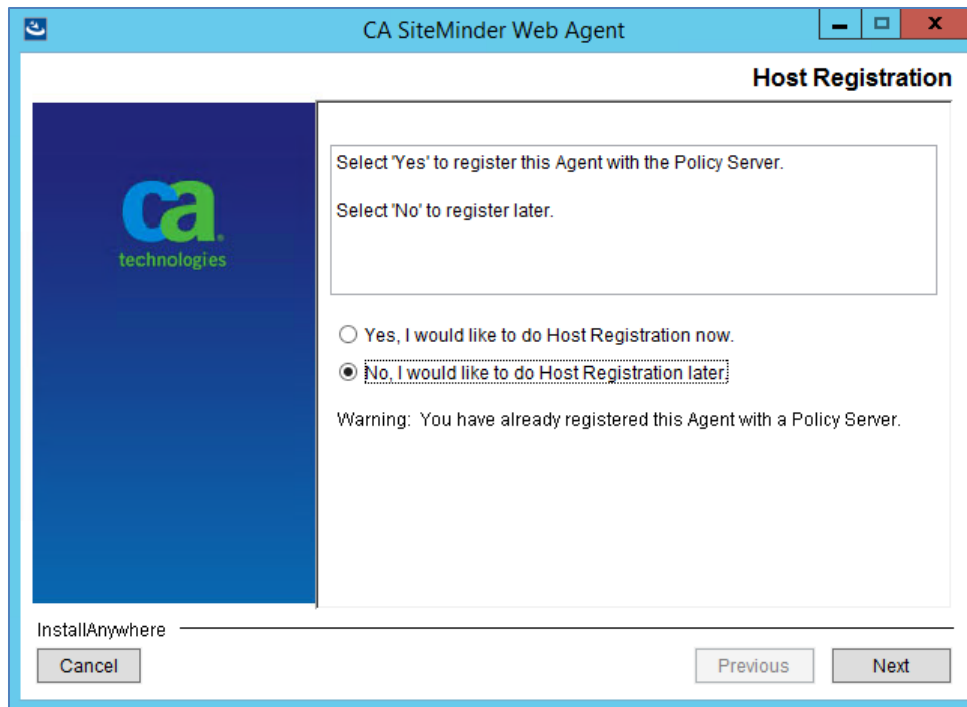 CA SiteMinder Web Agent
Host Registration
ca
technologies
Select 'Yes' to register this Agent with the Policy Server.
Select 'No' to register later.
Yes, I would like to do Host Registration now.
No, I would like to do Host Registration later.
Warning:  You have already registered this Agent with a Policy Server.
InstallAnywhere
Cancel
Previous
Next